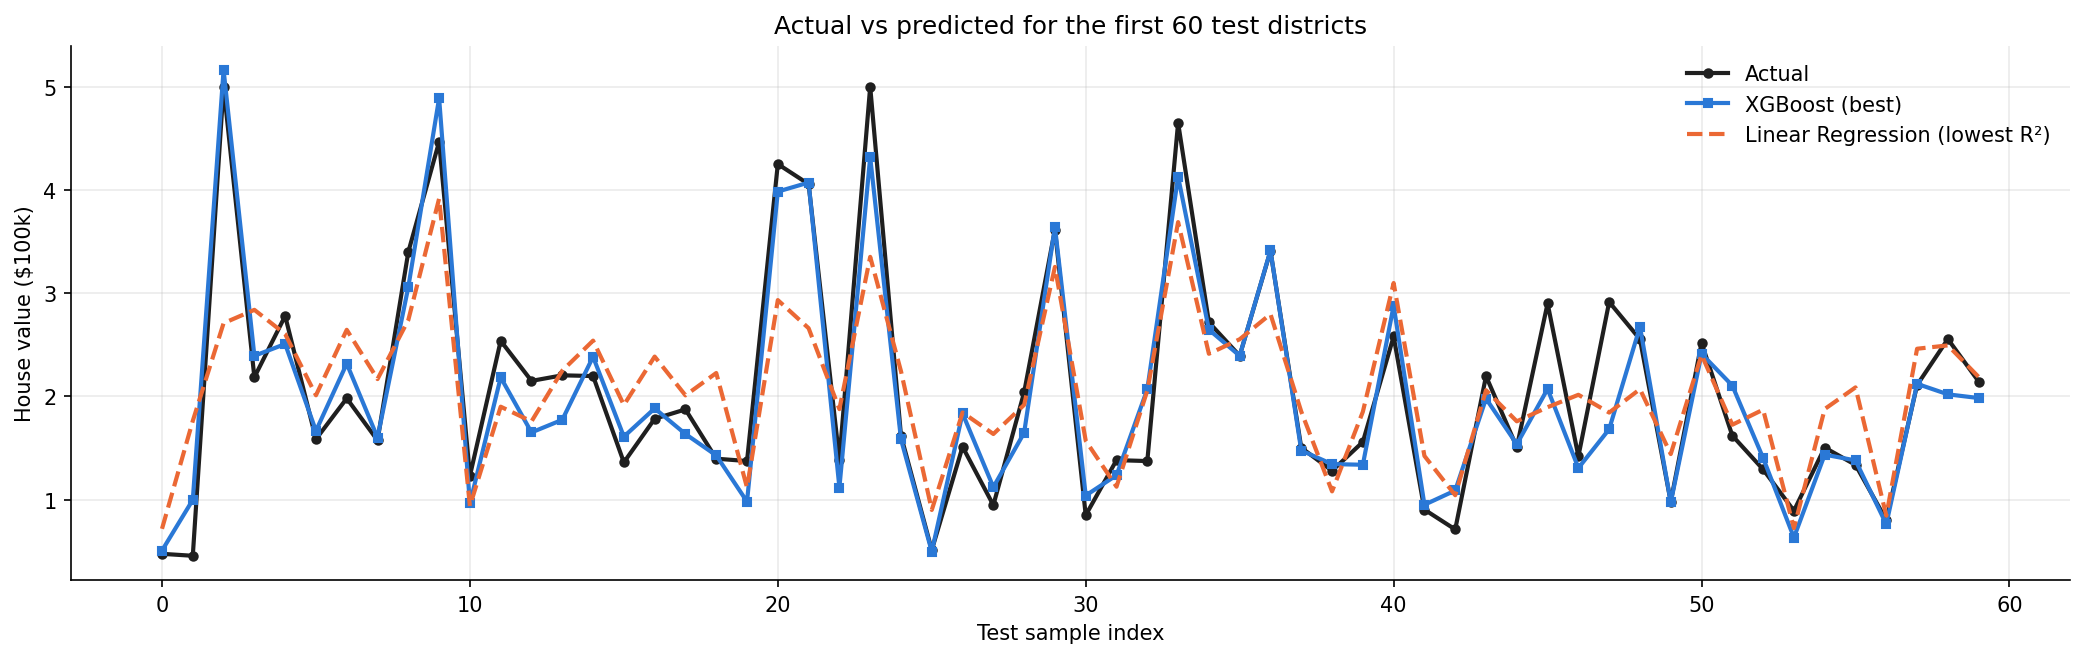 Actual vs predicted for the first 60 test districts
Actual
XGBoost (best)
Linear Regression (lowest R²)
House value ($100k)
5
4
3
2
1
0 10 20 30 40 50 60
Test sample index